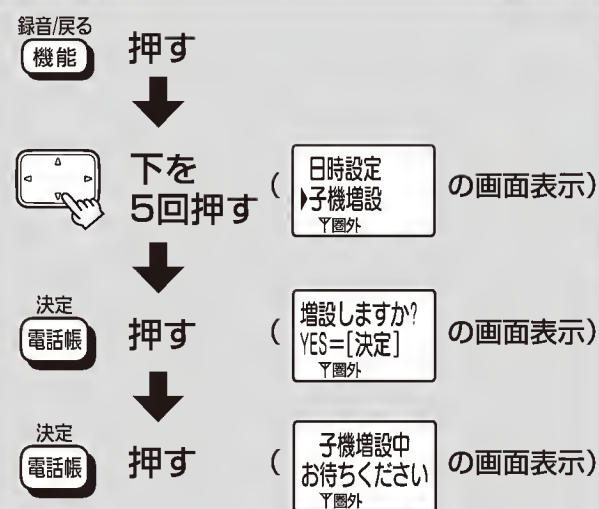 録音/戻る
機能 押す
下を
5回押す
(日時設定
▶子機増設
圏外 の画面表示)
決定
電話帳 押す
(増設しますか?
YES=[決定]
圏外 の画面表示)
決定
電話帳 押す
(子機増設中
お待ちください
圏外 の画面表示)